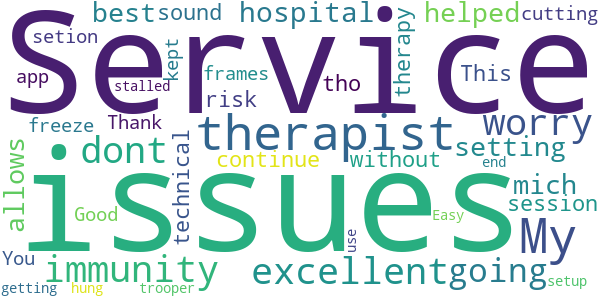 best sound hospital helped cutting
setion kept Service
app stalled frames therapy This
risk tho
freeze Thank therapist worry
allows dont technical continue without setting
issues end mich
Good session
You use Easy My
immunity excellent going
getting hung trooper setup